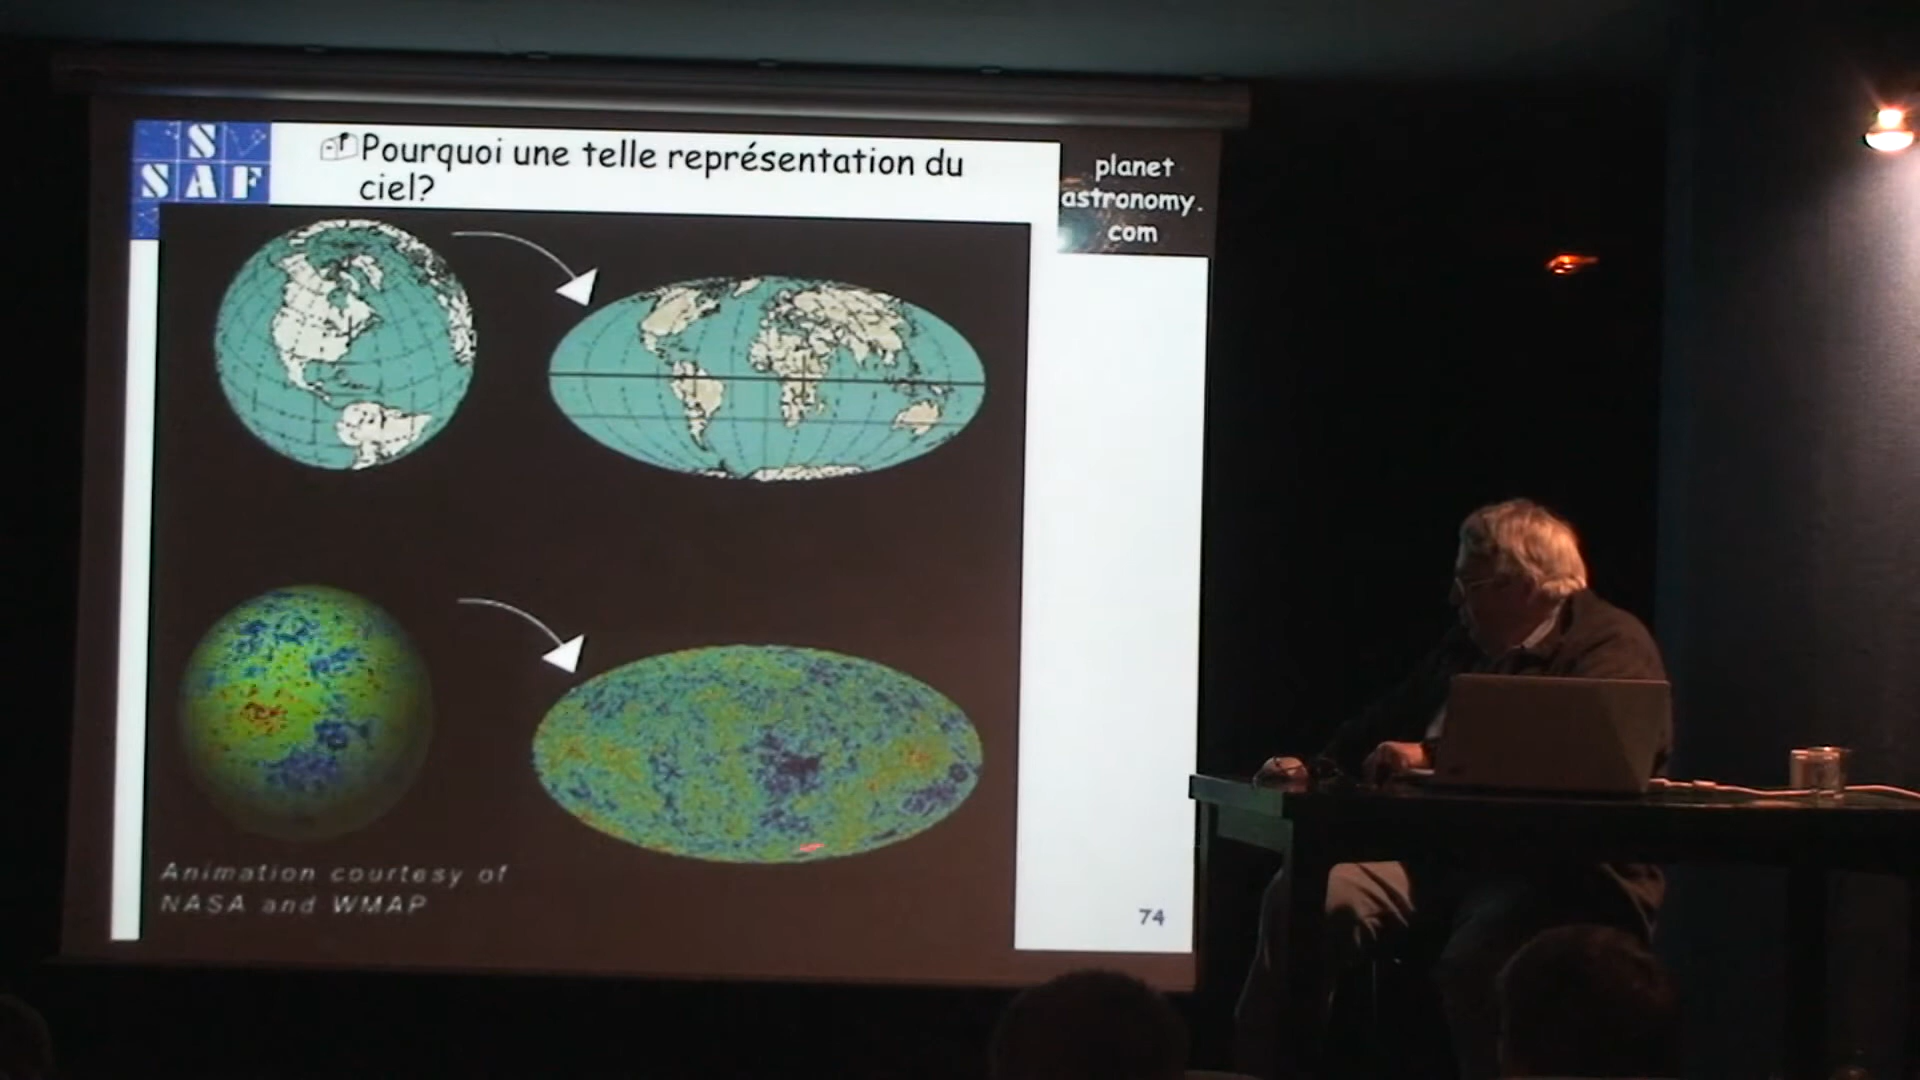 S
SAF
Pourquoi une telle représentation du
ciel?
planet
astronomy.
com
Animation courtesy of
NASA and WMAP
74